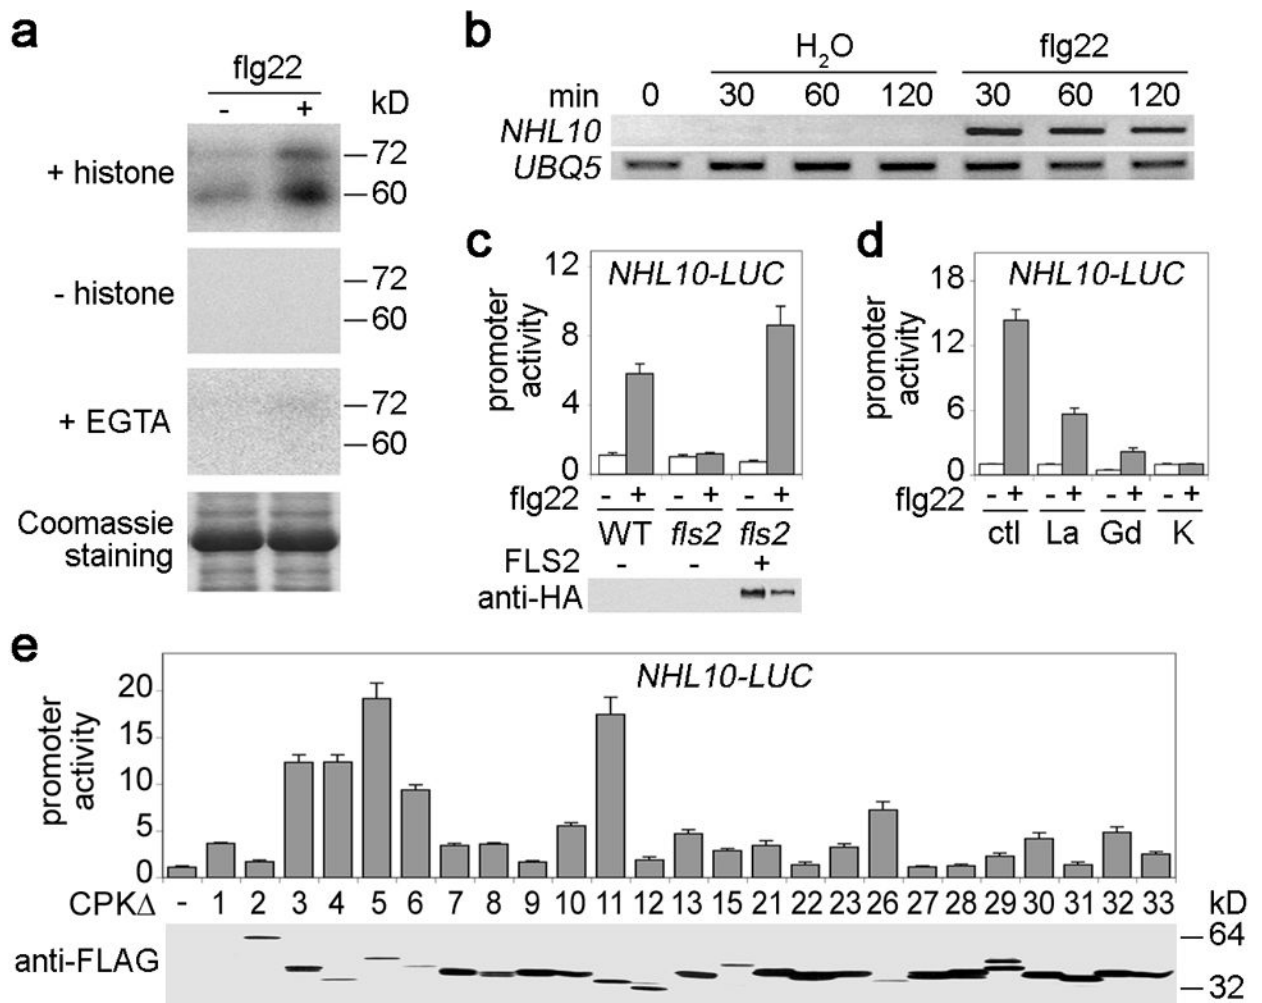 a
flg22
- + kD
+ histone
72
60
- histone
72
60
+ EGTA
72
60
Coomassie
staining
b
H2O flg22
min 0 30 60 120 30 60 120
NHL10
UBQ5
c
NHL10-LUC
promoter
activity
12
8
4
0
flg22 - + - + - +
WT fls2 fls2
FLS2 - - +
anti-HA
d
NHL10-LUC
promoter
activity
18
12
6
0
flg22 - + - + - + - +
ctl La Gd K
e
NHL10-LUC
promoter
activity
20
15
10
5
0
CPKΔ - 1 2 3 4 5 6 7 8 9 10 11 12 13 15 21 22 23 26 27 28 29 30 31 32 33 kD
anti-FLAG
64
32